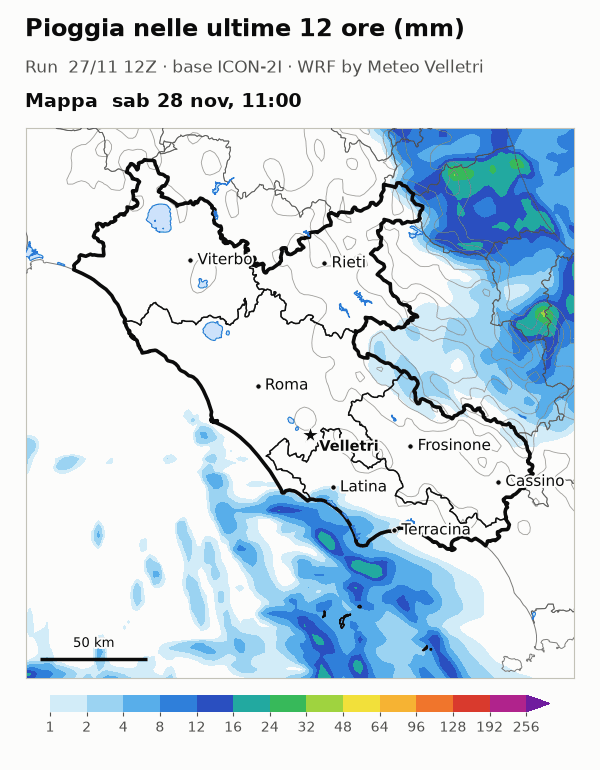 Pioggia nelle ultime 12 ore (mm)
Run  27/11 12Z · base ICON-2I · WRF by Meteo Velletri
Mappa  sab 28 nov, 11:00
Viterbo
Rieti
Roma
Velletri
Frosinone
Cassino
Latina
Terracina
50 km
1 2 4 8 12 16 24 32 48 64 96 128 192 256